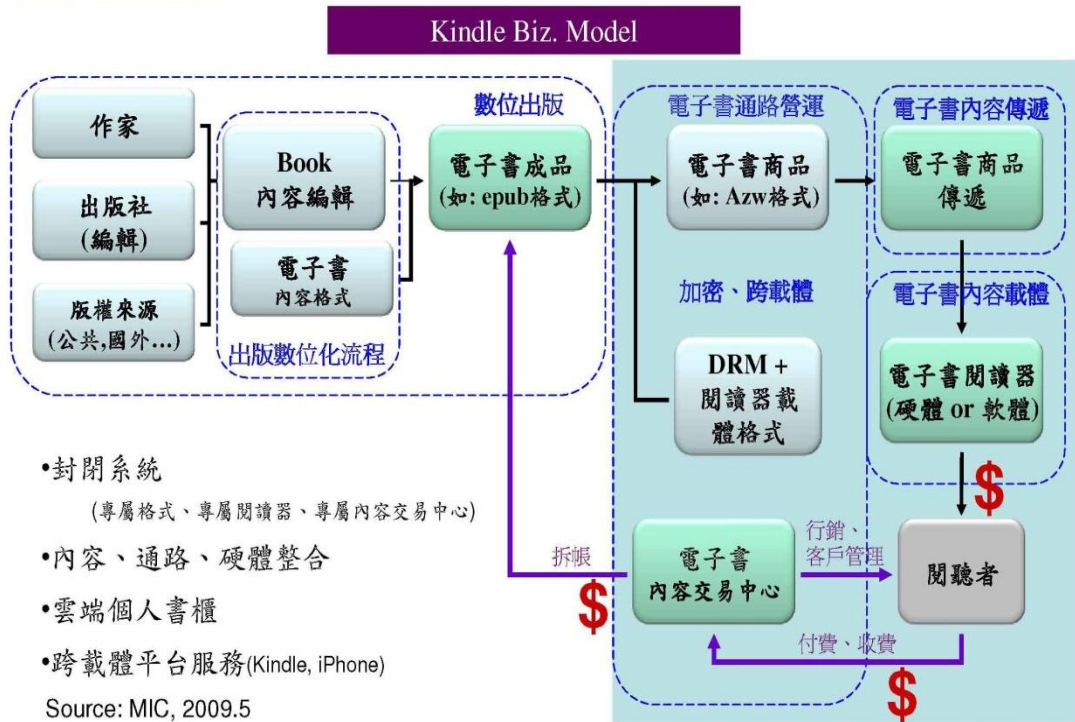 Kindle Biz. Model
數位出版
作家
出版社
(編輯)
版權來源
(公共,國外…)
Book
內容編輯
電子書
內容格式
出版數位化流程
電子書成品
(如: epub格式)
電子書通路營運
電子書商品
(如: Azw格式)
加密、跨載體
DRM +
閱讀器載
體格式
電子書內容傳遞
電子書商品
傳遞
電子書內容載體
電子書閱讀器
(硬體 or 軟體)
$
閱聽者
電子書
內容交易中心
行銷、
客戶管理
拆帳
$
付費、收費
$
•封閉系統
(專屬格式、專屬閱讀器、專屬內容交易中心)
•內容、通路、硬體整合
•雲端個人書櫃
•跨載體平台服務(Kindle, iPhone)
Source: MIC, 2009.5